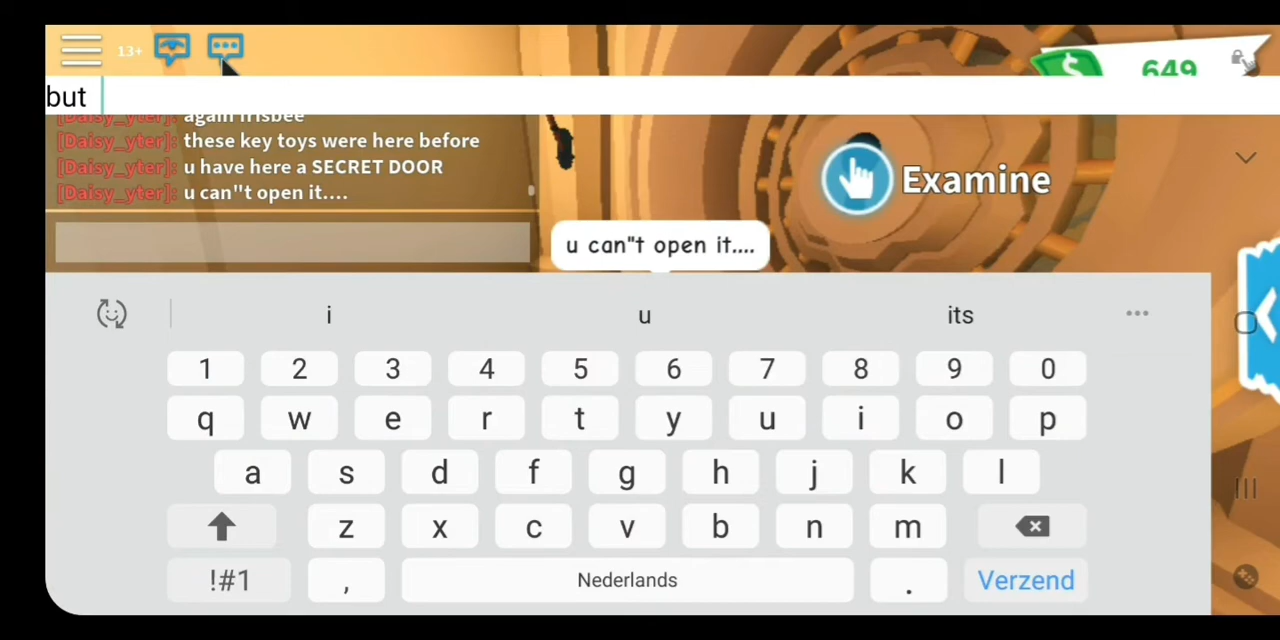 13+
649
but
[Daisy_yter]: again frisbee
[Daisy_yter]: these key toys were here before
[Daisy_yter]: u have here a SECRET DOOR
[Daisy_yter]: u can"t open it....
Examine
u can"t open it....
i u its
1 2 3 4 5 6 7 8 9 0
q w e r t y u i o p
a s d f g h j k l
z x c v b n m
!#1 , Nederlands . Verzend